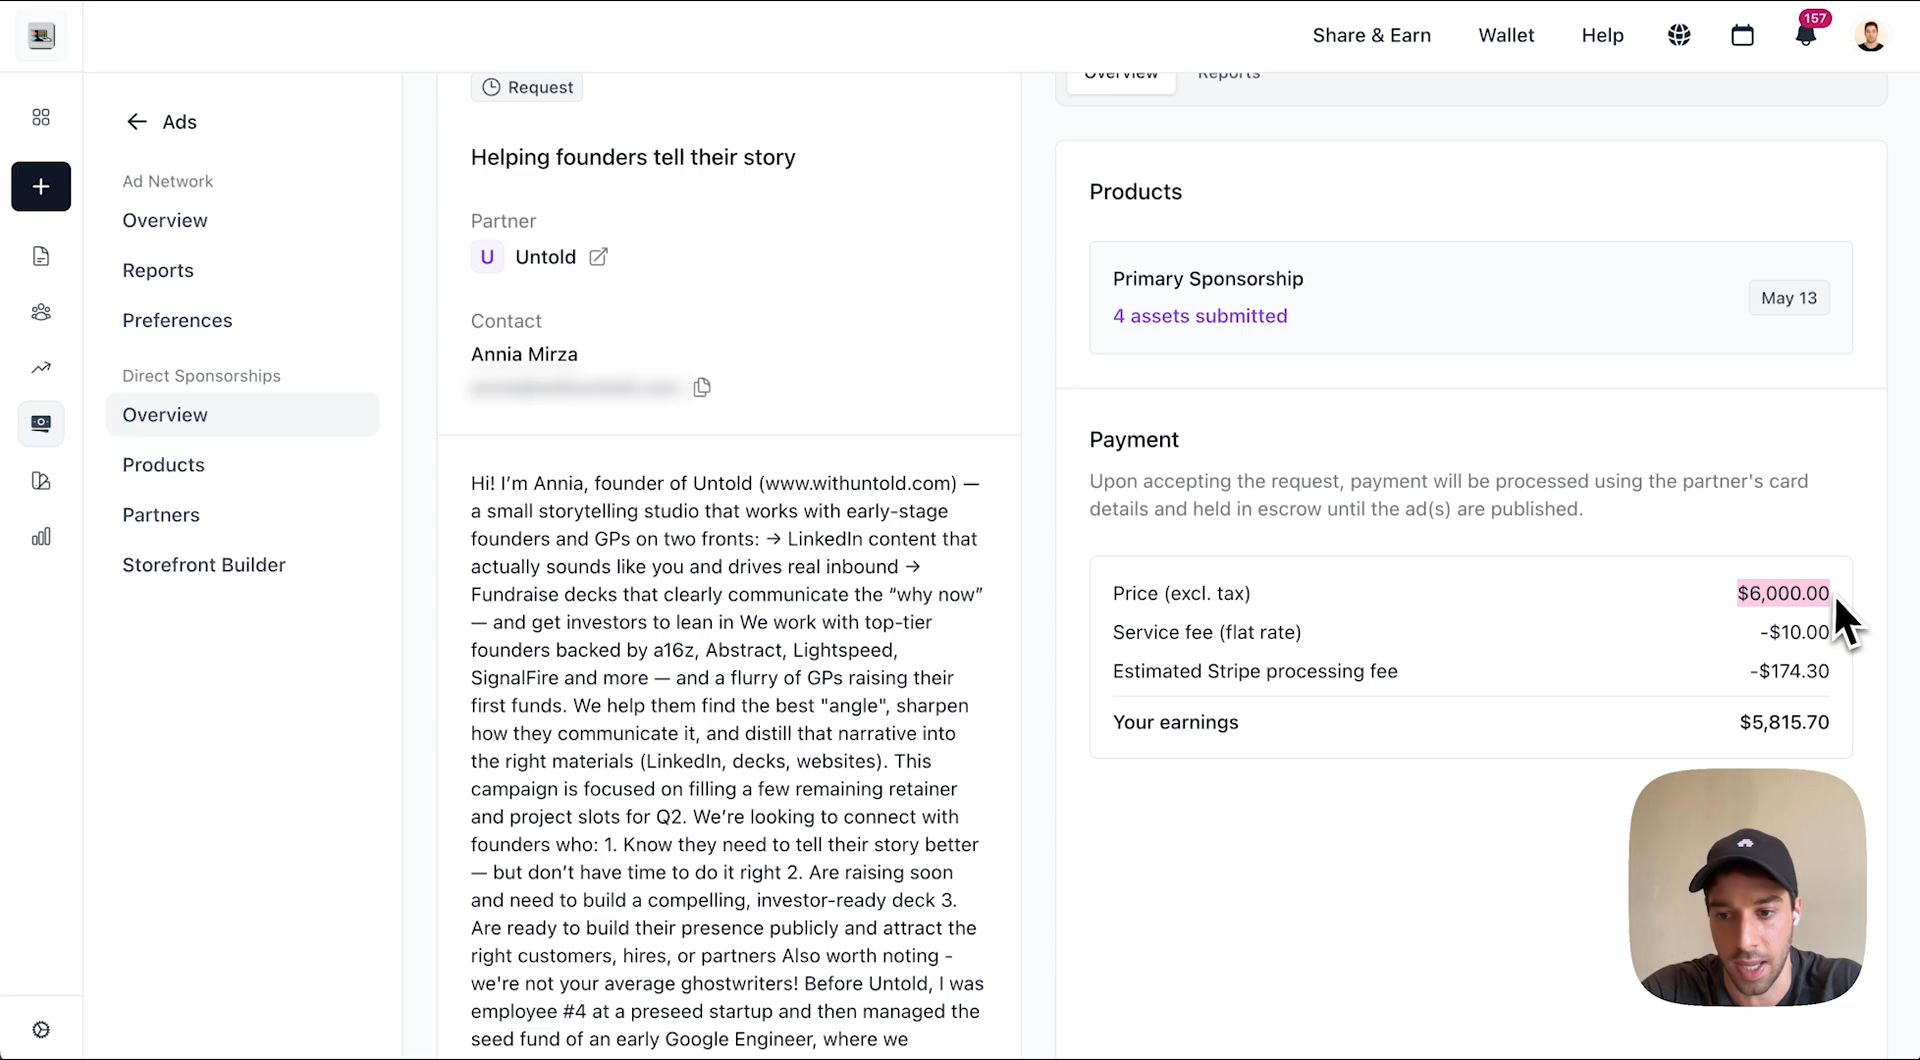 Share & Earn
Wallet
Help
157
Ads
Ad Network
Overview
Reports
Preferences
Direct Sponsorships
Overview
Products
Partners
Storefront Builder
Request
Helping founders tell their story
Partner
U Untold
Contact
Annia Mirza
Hi! I’m Annia, founder of Untold (www.withuntold.com) —
a small storytelling studio that works with early-stage
founders and GPs on two fronts: → LinkedIn content that
actually sounds like you and drives real inbound →
Fundraise decks that clearly communicate the “why now”
— and get investors to lean in We work with top-tier
founders backed by a16z, Abstract, Lightspeed,
SignalFire and more — and a flurry of GPs raising their
first funds. We help them find the best "angle", sharpen
how they communicate it, and distill that narrative into
the right materials (LinkedIn, decks, websites). This
campaign is focused on filling a few remaining retainer
and project slots for Q2. We’re looking to connect with
founders who: 1. Know they need to tell their story better
— but don’t have time to do it right 2. Are raising soon
and need to build a compelling, investor-ready deck 3.
Are ready to build their presence publicly and attract the
right customers, hires, or partners Also worth noting -
we're not your average ghostwriters! Before Untold, I was
employee #4 at a preseed startup and then managed the
seed fund of an early Google Engineer, where we
Overview
Reports
Products
Primary Sponsorship
4 assets submitted
May 13
Payment
Upon accepting the request, payment will be processed using the partner's card
details and held in escrow until the ad(s) are published.
Price (excl. tax) $6,000.00
Service fee (flat rate) -$10.00
Estimated Stripe processing fee -$174.30
Your earnings $5,815.70